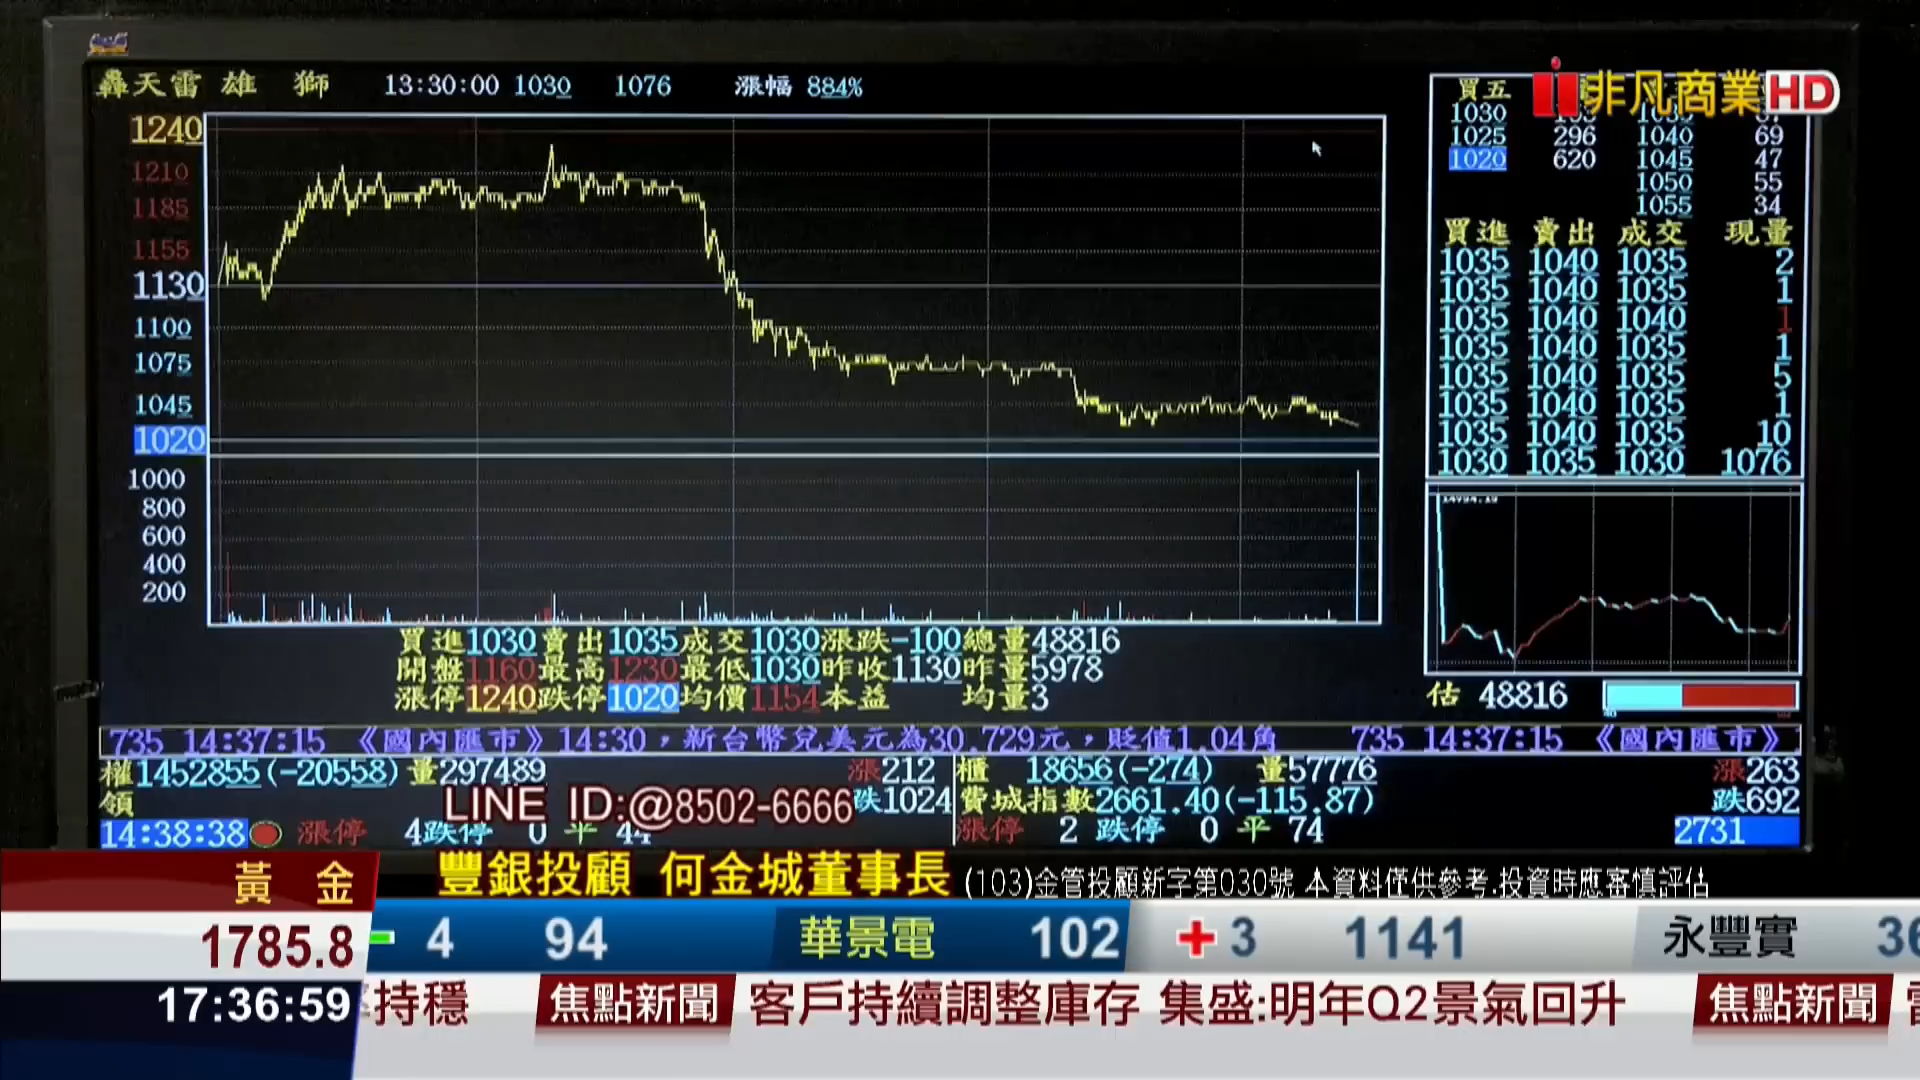 轟天雷 雄 獅 13:30:00 1030 1076 漲幅 884%
非凡商業HD
1240
1210
1185
1155
1130
1100
1075
1045
1020
1000
800
600
400
200
買五
1030
1025 296 1040 69
1020 620 1045 47
1050 55
1055 34
買進 賣出 成交 現量
1035 1040 1035 2
1035 1040 1035 1
1035 1040 1040 1
1035 1040 1035 1
1035 1040 1035 5
1035 1040 1035 1
1035 1040 1035 10
1030 1035 1030 1076
買進1030賣出1035成交1030漲跌-100總量48816
開盤1160最高1230最低1030昨收1130昨量5978
漲停1240跌停1020均價1154本益 均量3
估 48816
735 14:37:15 《國內匯市》14:30,新台幣兌美元為30.729元,貶值1.04角 735 14:37:15 《國內匯市》
權1452855(-20558)量297489 漲212 櫃 18656(-274) 量57776 漲263
領 跌1024 費城指數2661.40(-115.87) 跌692
LINE ID:@8502-6666
14:38:38 漲停 4跌停 0 平 44 漲停 2 跌停 0 平 74 2731
豐銀投顧 何金城董事長 (103)金管投顧新字第030號 本資料僅供參考.投資時應審慎評估
黃金
1785.8
4 94 華景電 102 +3 1141 永豐實
17:36:59
持穩 焦點新聞 客戶持續調整庫存 集盛:明年Q2景氣回升 焦點新聞